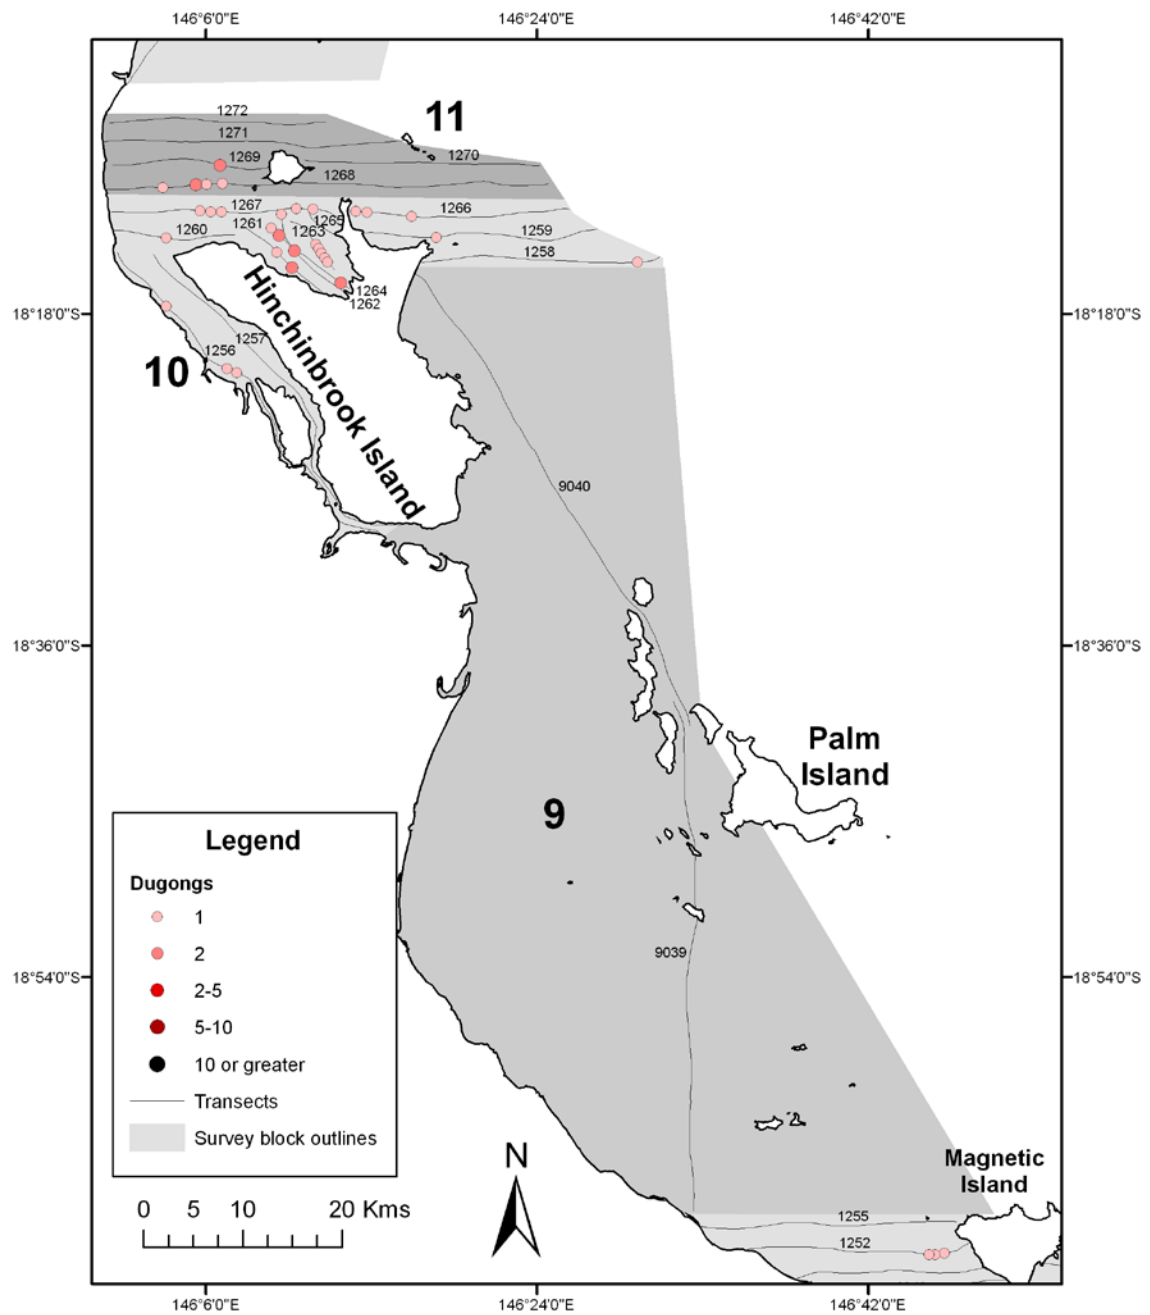 146°6'0"E 146°24'0"E 146°42'0"E
11
1272
1271
1270
1269
1268
1267
1266
1265
1261
1260
1263
1259
1258
1264
1262
18°18'0"S 18°18'0"S
Hinchinbrook Island
1257
1256
10
9040
18°36'0"S 18°36'0"S
Palm
Island
9
Legend
Dugongs
1
2
2-5
5-10
10 or greater
Transects
Survey block outlines
9039
18°54'0"S 18°54'0"S
N
Magnetic
Island
0 5 10 20 Kms
1255
1252
146°6'0"E 146°24'0"E 146°42'0"E